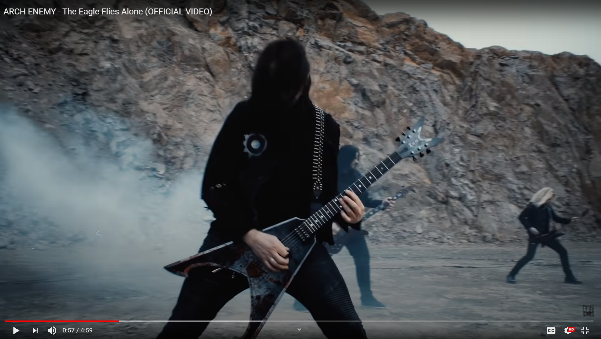 ARCH ENEMY - The Eagle Flies Alone (OFFICIAL VIDEO)
0:57 / 4:59